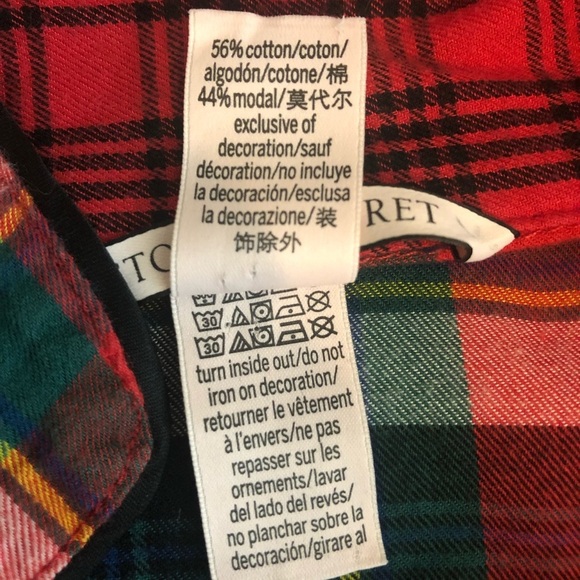 56% cotton/coton/
algodón/cotone/棉
44% modal/莫代尔
exclusive of
decoration/sauf
décoration/no incluye
la decoración/esclusa
la decorazione/装
饰除外
TO RET
30
30
turn inside out/do not
iron on decoration/
retourner le vêtement
à l'envers/ne pas
repasser sur les
ornements/lavar
del lado del revés/
no planchar sobre la
decoración/girare al